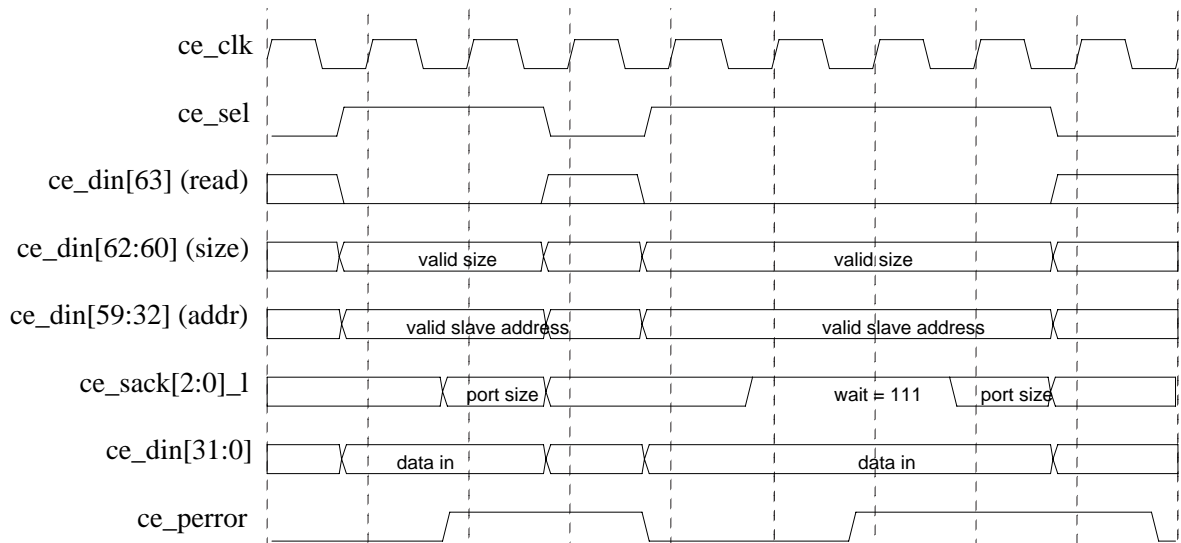 ce_clk
ce_sel
ce_din[63] (read)
ce_din[62:60] (size)
valid size
valid size
ce_din[59:32] (addr)
valid slave address
valid slave address
ce_sack[2:0]_l
port size
wait = 111
port size
ce_din[31:0]
data in
data in
ce_perror